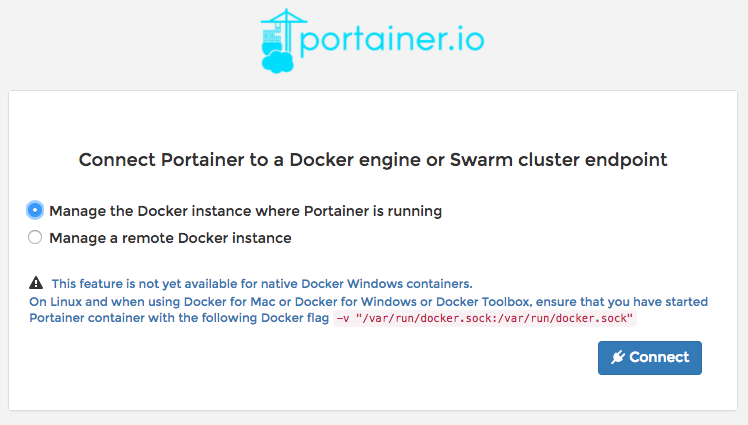 portainer.io
Connect Portainer to a Docker engine or Swarm cluster endpoint
Manage the Docker instance where Portainer is running
Manage a remote Docker instance
This feature is not yet available for native Docker Windows containers.
On Linux and when using Docker for Mac or Docker for Windows or Docker Toolbox, ensure that you have started
Portainer container with the following Docker flag -v "/var/run/docker.sock:/var/run/docker.sock"
Connect